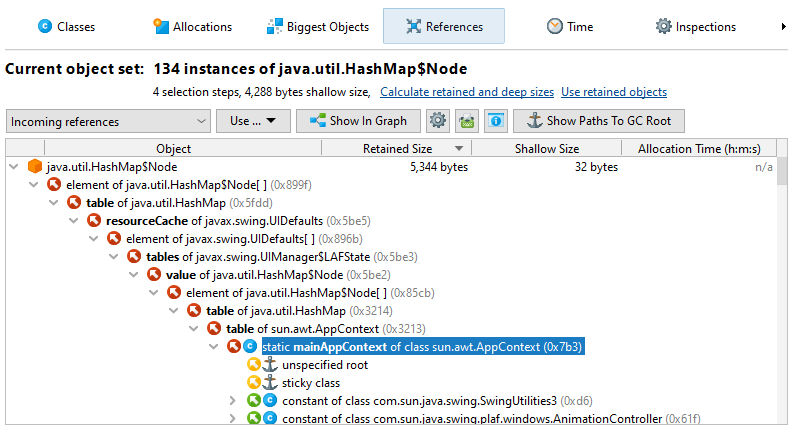 Classes Allocations Biggest Objects References Time Inspections
Current object set: 134 instances of java.util.HashMap$Node
4 selection steps, 4,288 bytes shallow size, Calculate retained and deep sizes Use retained objects
Incoming references Use ... Show In Graph Show Paths To GC Root
Object Retained Size Shallow Size Allocation Time (h:m:s)
java.util.HashMap$Node 5,344 bytes 32 bytes n/a
element of java.util.HashMap$Node[ ] (0x899f)
table of java.util.HashMap (0x5fdd)
resourceCache of javax.swing.UIDefaults (0x5be5)
element of javax.swing.UIDefaults[ ] (0x896b)
tables of javax.swing.UIManager$LAFState (0x5be3)
value of java.util.HashMap$Node (0x5be2)
element of java.util.HashMap$Node[ ] (0x85cb)
table of java.util.HashMap (0x3214)
table of sun.awt.AppContext (0x3213)
static mainAppContext of class sun.awt.AppContext (0x7b3)
unspecified root
sticky class
constant of class com.sun.java.swing.SwingUtilities3 (0xd6)
constant of class com.sun.java.swing.plaf.windows.AnimationController (0x61f)